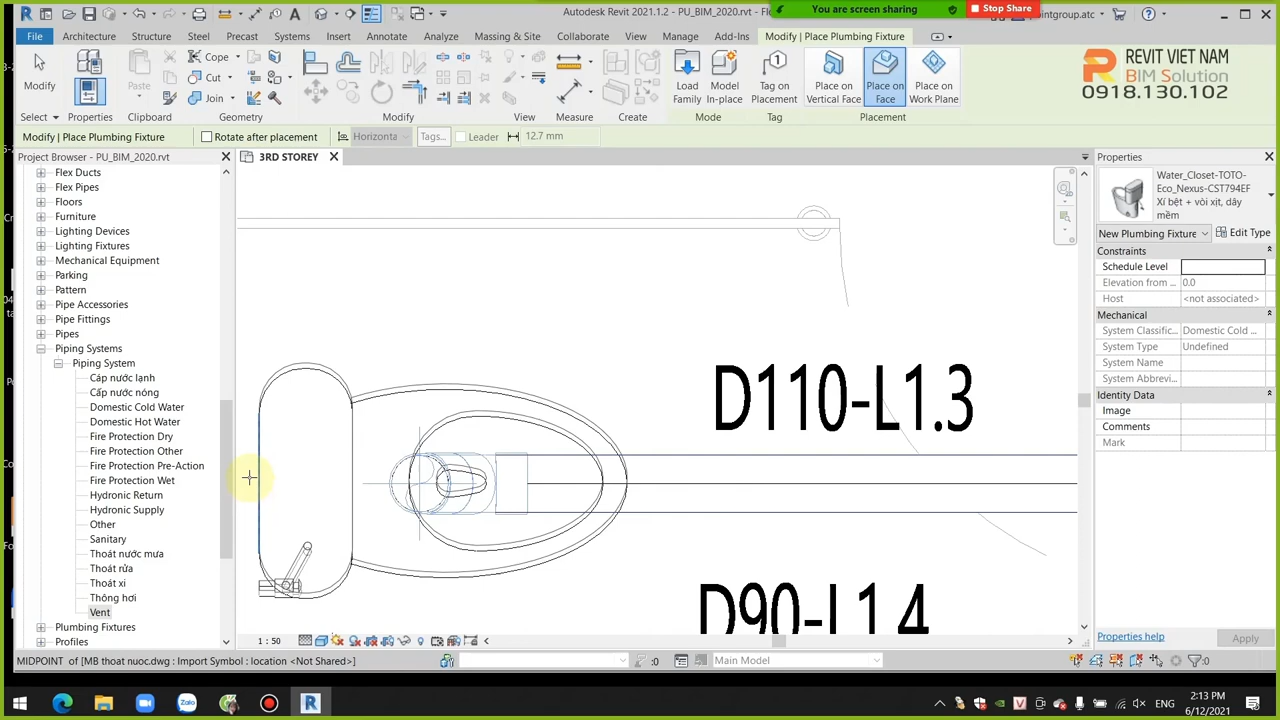 Autodesk Revit 2021.1.2 - PU_BIM_2020.rvt - Fl
You are screen sharing
Stop Share
ointgroup.atc
File Architecture Structure Steel Precast Systems Insert Annotate Analyze Massing & Site Collaborate View Manage Add-Ins Modify | Place Plumbing Fixture
Modify
Paste
Cope
Cut
Join
Load Family
Model In-place
Tag on Placement
Place on Vertical Face
Place on Face
Place on Work Plane
REVIT VIET NAM
BIM Solution
0918.130.102
Select Properties Clipboard Geometry Modify View Measure Create Mode Tag Placement
Modify | Place Plumbing Fixture Rotate after placement Horizonta Tags... Leader 12.7 mm
Project Browser - PU_BIM_2020.rvt
Flex Ducts
Flex Pipes
Floors
Furniture
Lighting Devices
Lighting Fixtures
Mechanical Equipment
Parking
Pattern
Pipe Accessories
Pipe Fittings
Pipes
Piping Systems
Piping System
Cáp nước lạnh
Cấp nước nóng
Domestic Cold Water
Domestic Hot Water
Fire Protection Dry
Fire Protection Other
Fire Protection Pre-Action
Fire Protection Wet
Hydronic Return
Hydronic Supply
Other
Sanitary
Thoát nước mưa
Thoát rửa
Thoát xi
Thông hơi
Vent
Plumbing Fixtures
Profiles
3RD STOREY
D110-L1.3
D90-L1.4
1 : 50
Properties
Water_Closet-TOTO-
Eco_Nexus-CST794EF
Xí bệt + vòi xịt, dây
mềm
New Plumbing Fixture Edit Type
Constraints
Schedule Level
Elevation from ... 0.0
Host <not associated>
Mechanical
System Classific... Domestic Cold ...
System Type Undefined
System Name
System Abbrevi...
Identity Data
Image
Comments
Mark
Properties help Apply
MIDPOINT of [MB thoat nuoc.dwg : Import Symbol : location <Not Shared>]
:0
Main Model
:0
Zalo
ENG
2:13 PM
6/12/2021